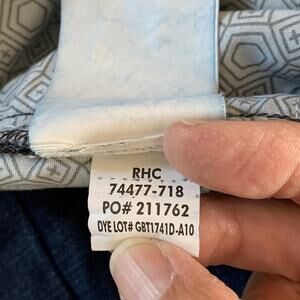 RHC
74477-718
PO# 211762
DYE LOT# GBT1741D-A10